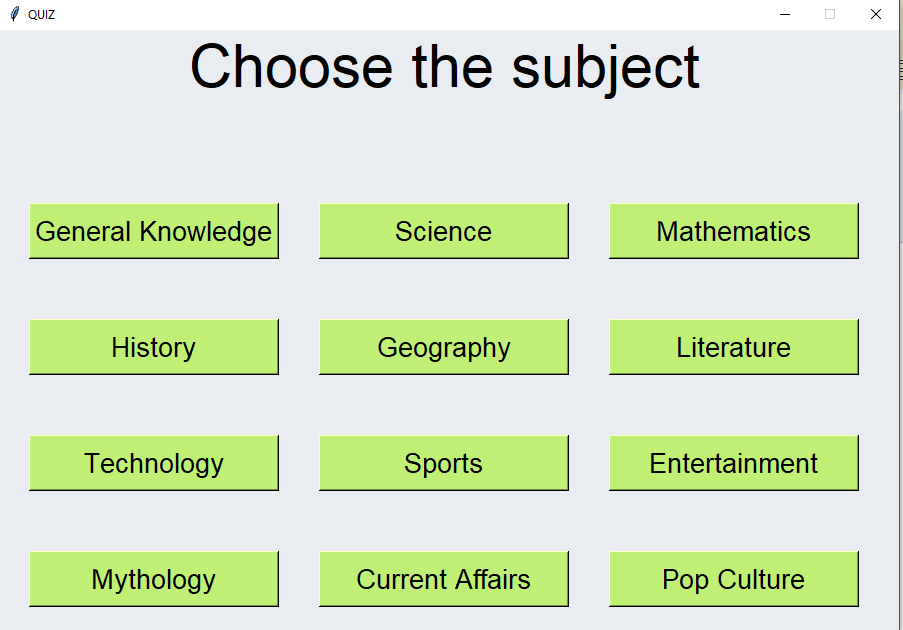 QUIZ
Choose the subject
General Knowledge
Science
Mathematics
History
Geography
Literature
Technology
Sports
Entertainment
Mythology
Current Affairs
Pop Culture